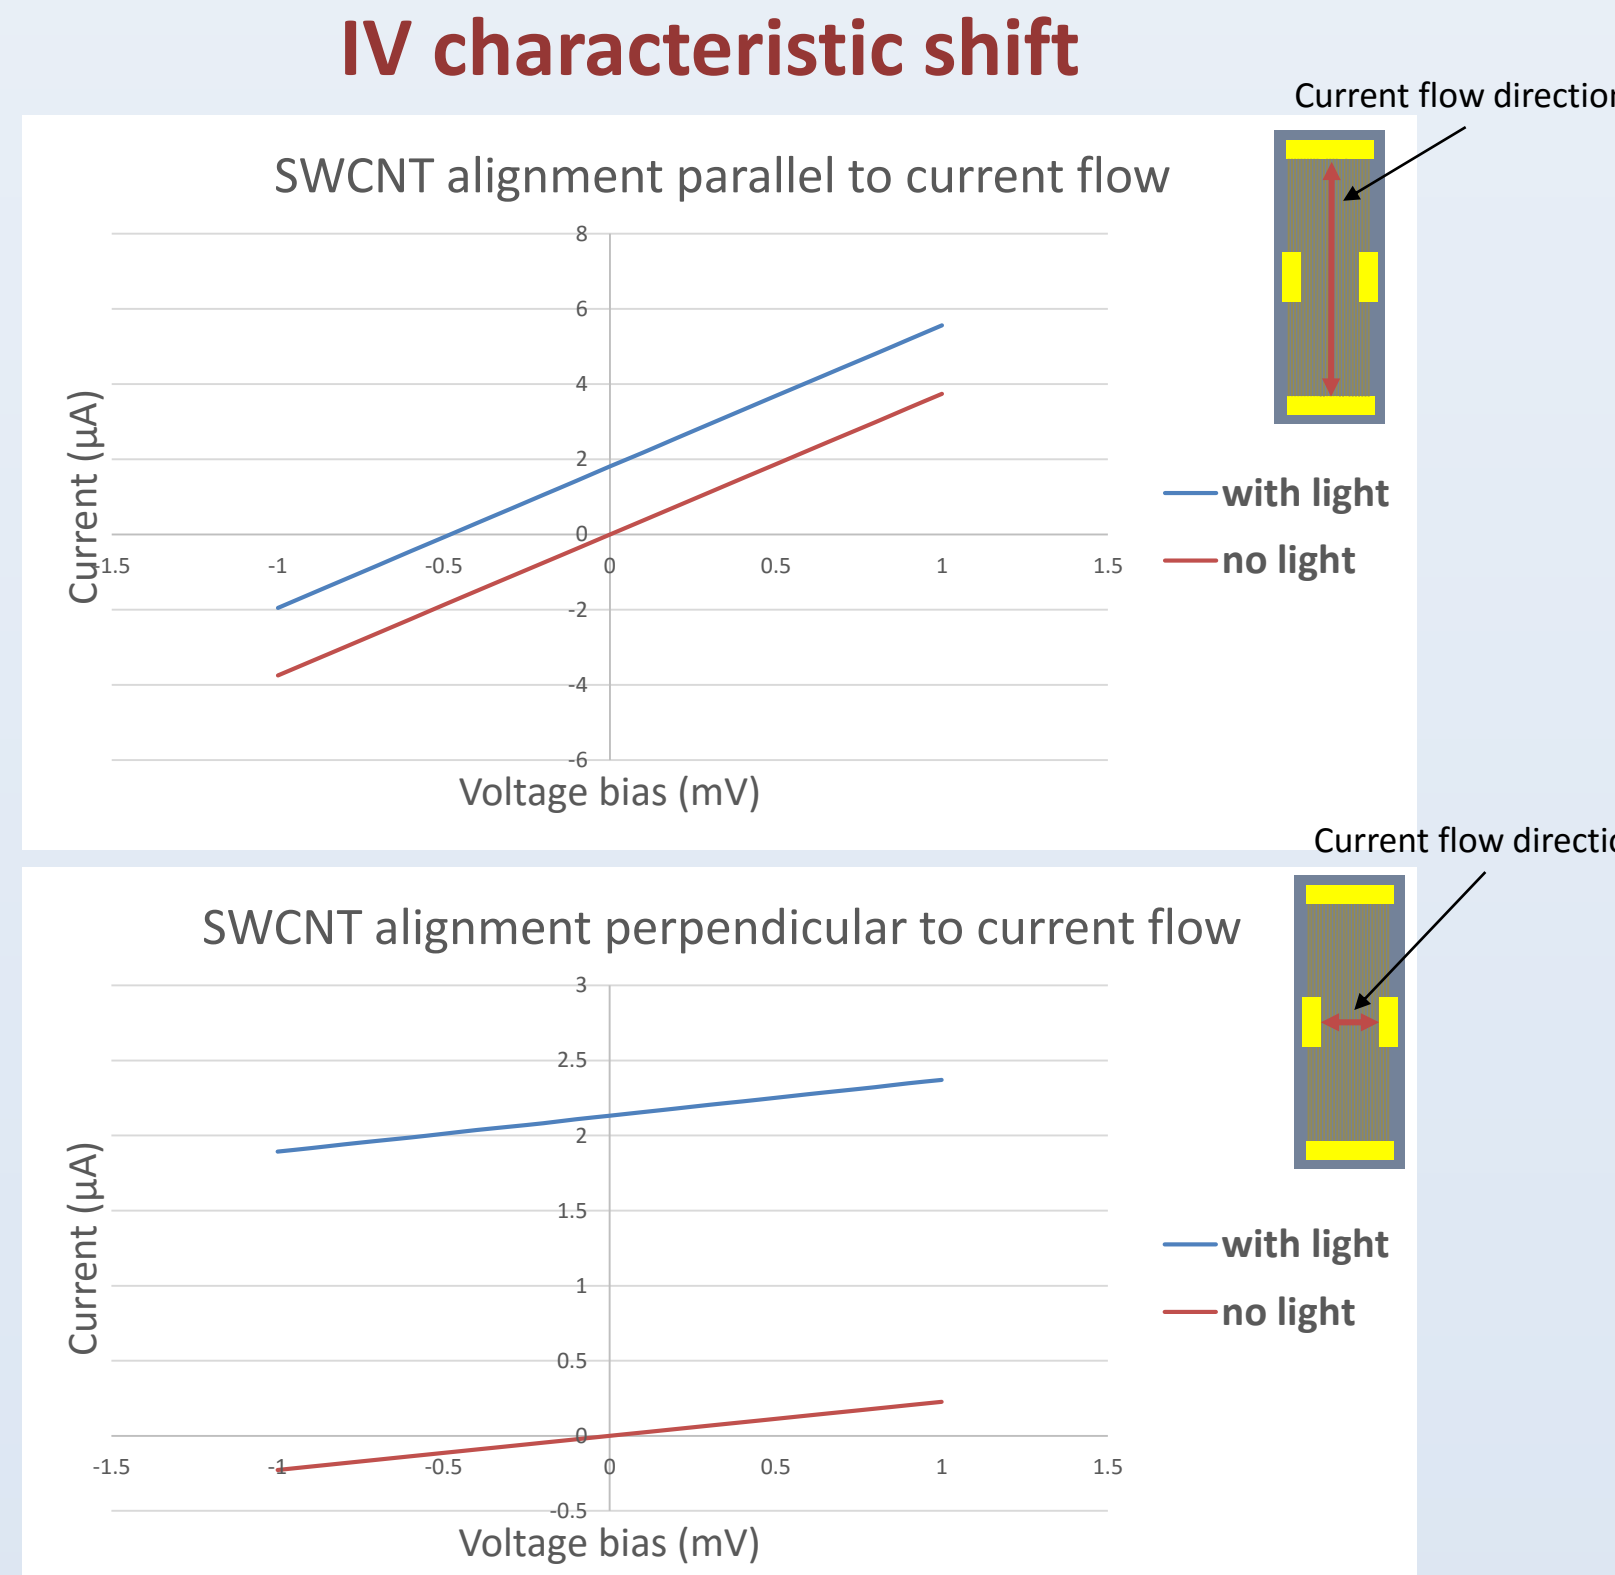 IV characteristic shift
Current flow direction
SWCNT alignment parallel to current flow
8
6
4
2
0
-2
-4
-6
-1.5
-1
-0.5
0
0.5
1
1.5
Current (µA)
Voltage bias (mV)
with light
no light
Current flow directio
SWCNT alignment perpendicular to current flow
3
2.5
2
1.5
1
0.5
0
-0.5
-1.5
-1
-0.5
0
0.5
1
1.5
Current (µA)
Voltage bias (mV)
with light
no light